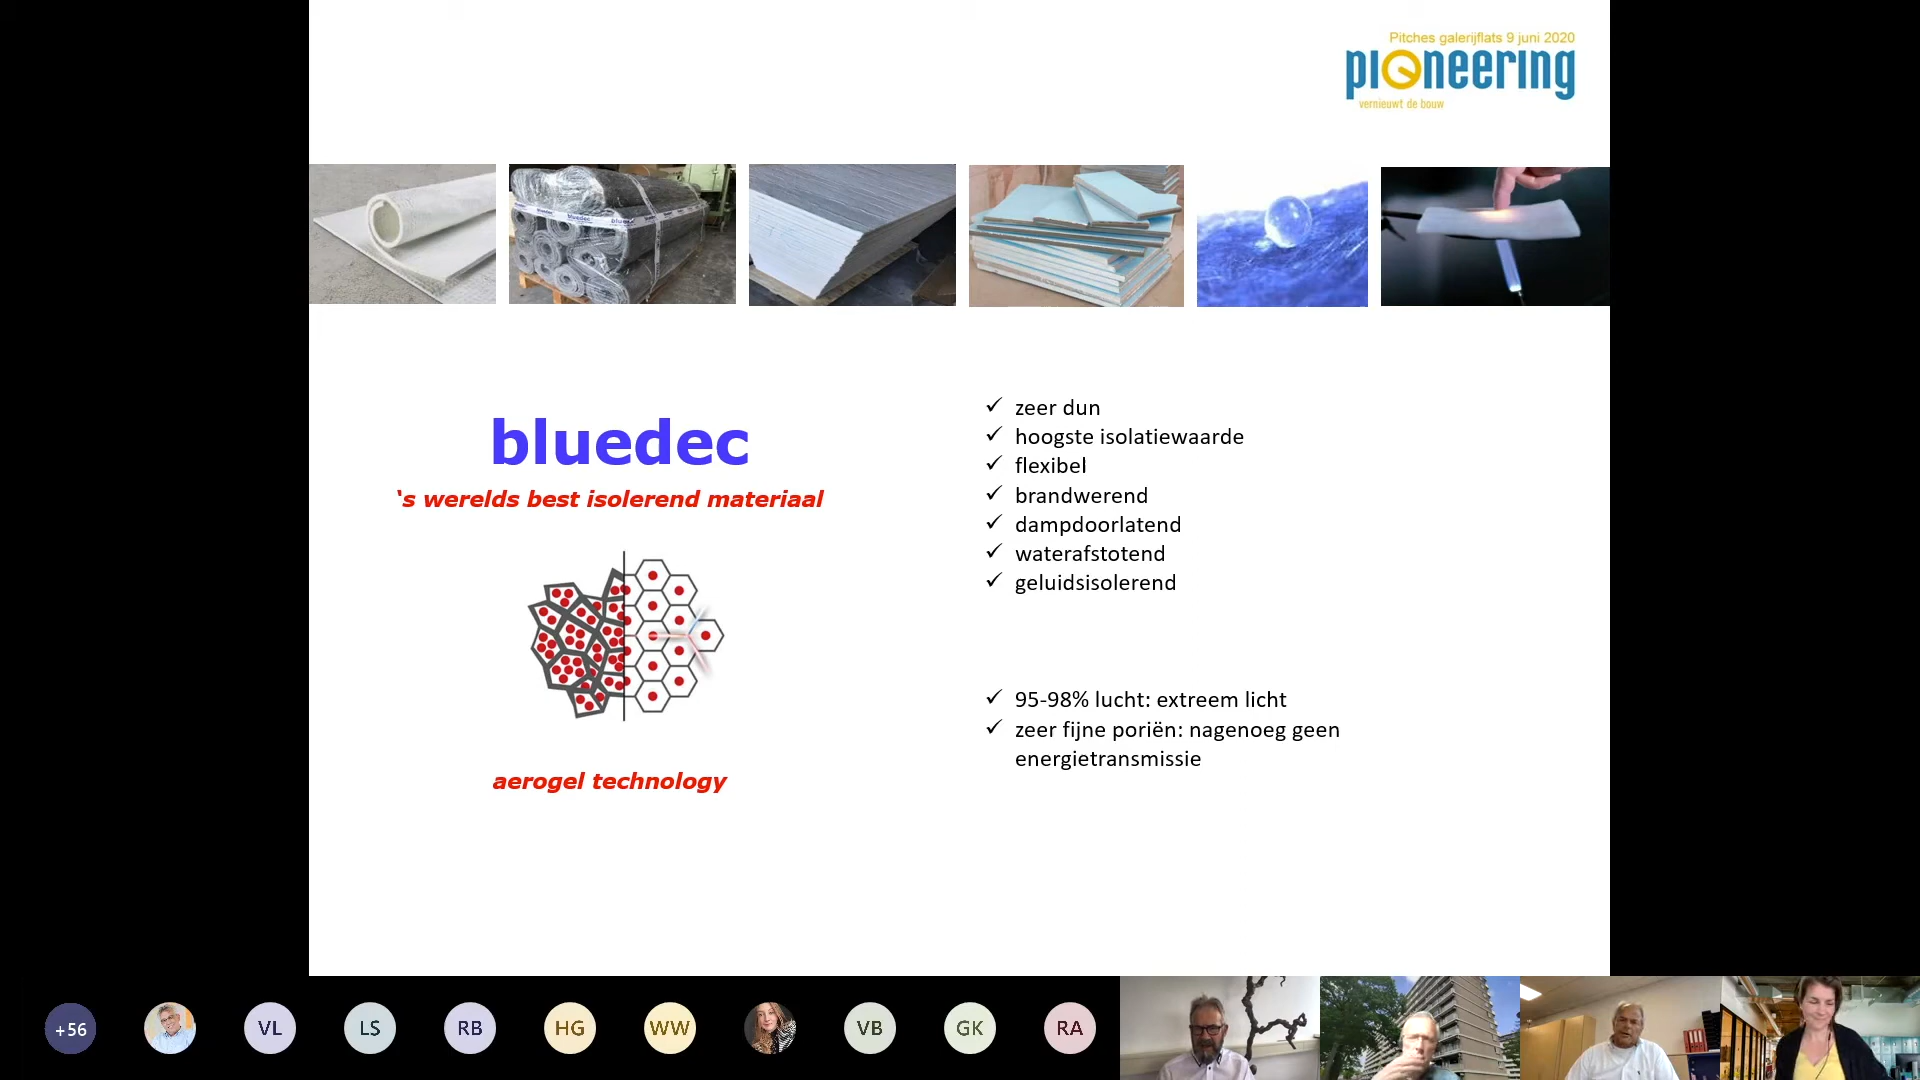 Pitches galerijflats 9 juni 2020
pioneering
vernieuwt de bouw
bluedec
bluedec
's werelds best isolerend materiaal
aerogel technology
✓ zeer dun
✓ hoogste isolatiewaarde
✓ flexibel
✓ brandwerend
✓ dampdoorlatend
✓ waterafstotend
✓ geluidsisolerend
✓ 95-98% lucht: extreem licht
✓ zeer fijne poriën: nagenoeg geen
energietransmissie
+56
VL
LS
RB
HG
WW
VB
GK
RA